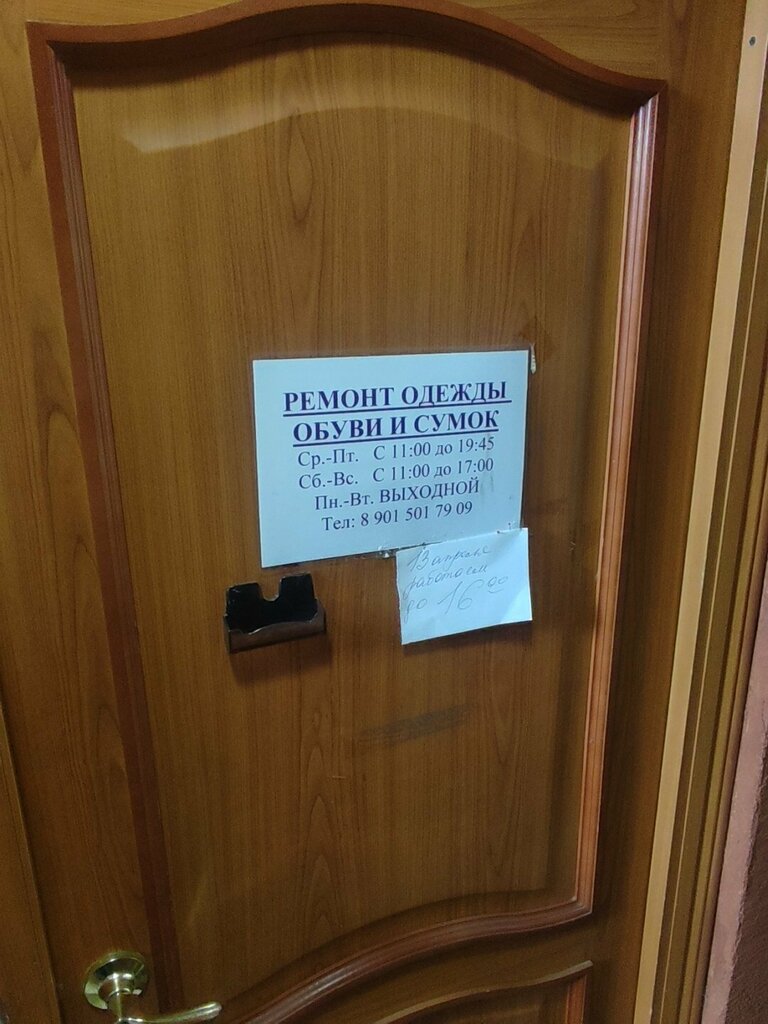 РЕМОНТ ОДЕЖДЫ
ОБУВИ И СУМОК
Ср.-Пт. С 11:00 до 19:45
Сб.-Вс. С 11:00 до 17:00
Пн.-Вт. ВЫХОДНОЙ
Тел: 8 901 501 79 09
13 апреля
работаем
до 16 00